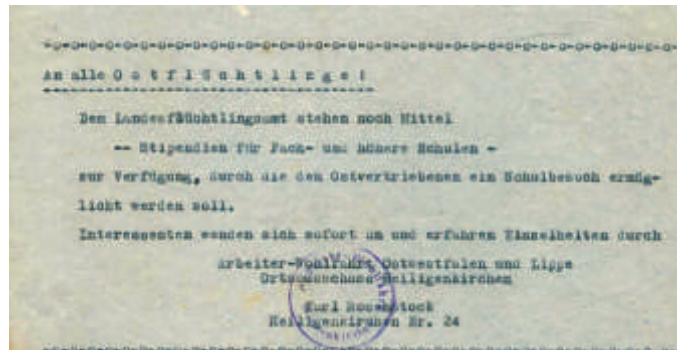 -o-o-o-o-o-o-o-o-o-o-o-o-o-o-o-o-o-o-o-o-o-o-o-o-o-o-o-o-o-o-o-o-o-
An alle O s t f l ü c h t l i n g e !
Dem Landesflüchtlingsamt stehen noch Mittel
-- Stipendien für Fach- und höhere Schulen -
zur Verfügung, durch die den Ostvertriebenen ein Schulbesuch ermög-
licht werden soll.
Interessenten wenden sich sofort an und erfahren Einzelheiten durch
Arbeiter-Wohlfahrt Ostwestfalen und Lippe
Ortsausschuss Heiligenkirchen
Karl Rosenstock
Heiligenkirchen Nr. 24